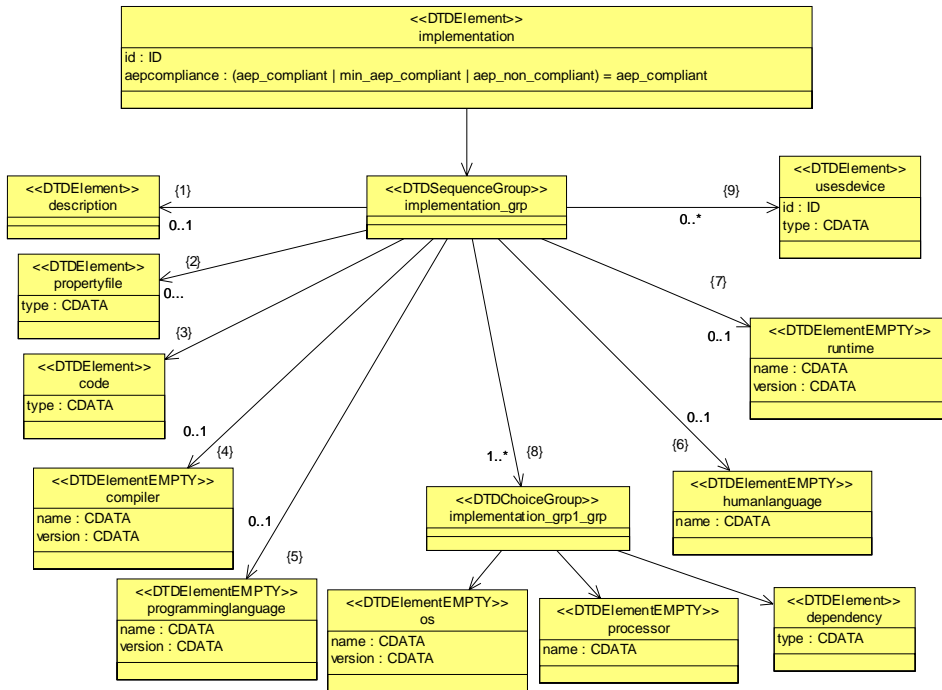 <<DTDElement>>
implementation
id : ID
aepcompliance : (aep_compliant | min_aep_compliant | aep_non_compliant) = aep_compliant
<<DTDElement>>
description
{1}
0..1
<<DTDSequenceGroup>>
implementation_grp
{9}
0..*
<<DTDElement>>
usesdevice
id : ID
type : CDATA
<<DTDElement>>
propertyfile
type : CDATA
{2}
0...
{3}
<<DTDElement>>
code
type : CDATA
{7}
0..1
<<DTDElementEMPTY>>
runtime
name : CDATA
version : CDATA
0..1
{4}
<<DTDElementEMPTY>>
compiler
name : CDATA
version : CDATA
0..1
{5}
<<DTDElementEMPTY>>
programminglanguage
name : CDATA
version : CDATA
1..*
{8}
<<DTDChoiceGroup>>
implementation_grp1_grp
0..1
{6}
<<DTDElementEMPTY>>
humanlanguage
name : CDATA
<<DTDElementEMPTY>>
os
name : CDATA
version : CDATA
<<DTDElementEMPTY>>
processor
name : CDATA
<<DTDElement>>
dependency
type : CDATA